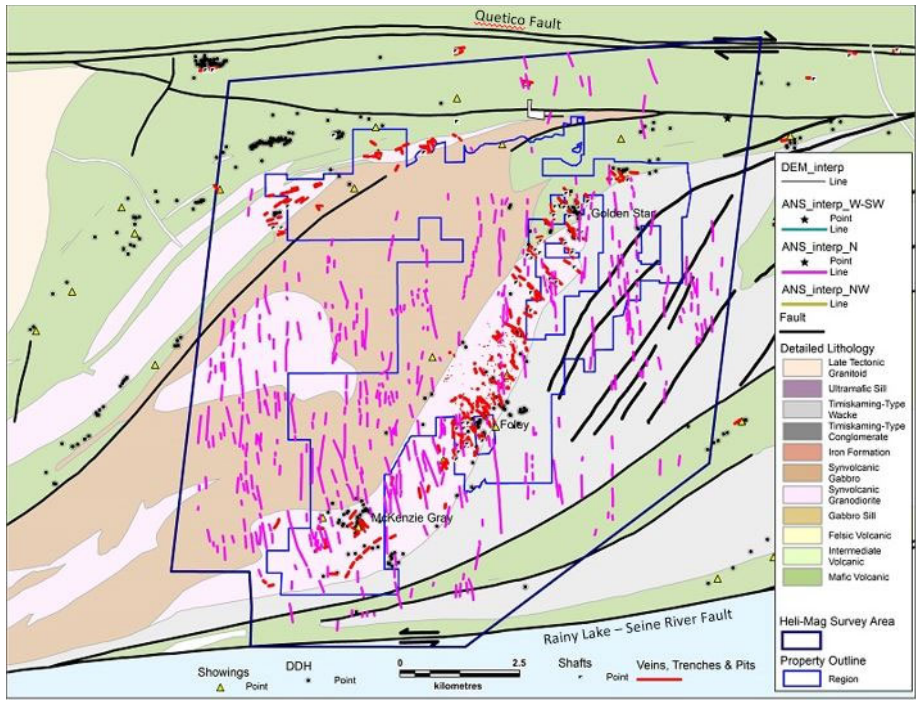 Quetico Fault
Golden Star
Foley
McKenzie Gray
Rainy Lake – Seine River Fault
DEM_interp
Line
ANS_interp_W-SW
Point
Line
ANS_interp_N
Point
Line
ANS_interp_NW
Line
Fault
Detailed Lithology
Late Tectonic
Granitoid
Ultramafic Sill
Timiskaming-Type
Wacke
Timiskaming-Type
Conglomerate
Iron Formation
Synvolcanic
Gabbro
Synvolcanic
Granodiorite
Gabbro Sill
Felsic Volcanic
Intermediate
Volcanic
Mafic Volcanic
Heli-Mag Survey Area
Property Outline
Region
Showings
Point
DDH
Point
0 2.5
kilometres
Shafts
Point
Veins, Trenches & Pits